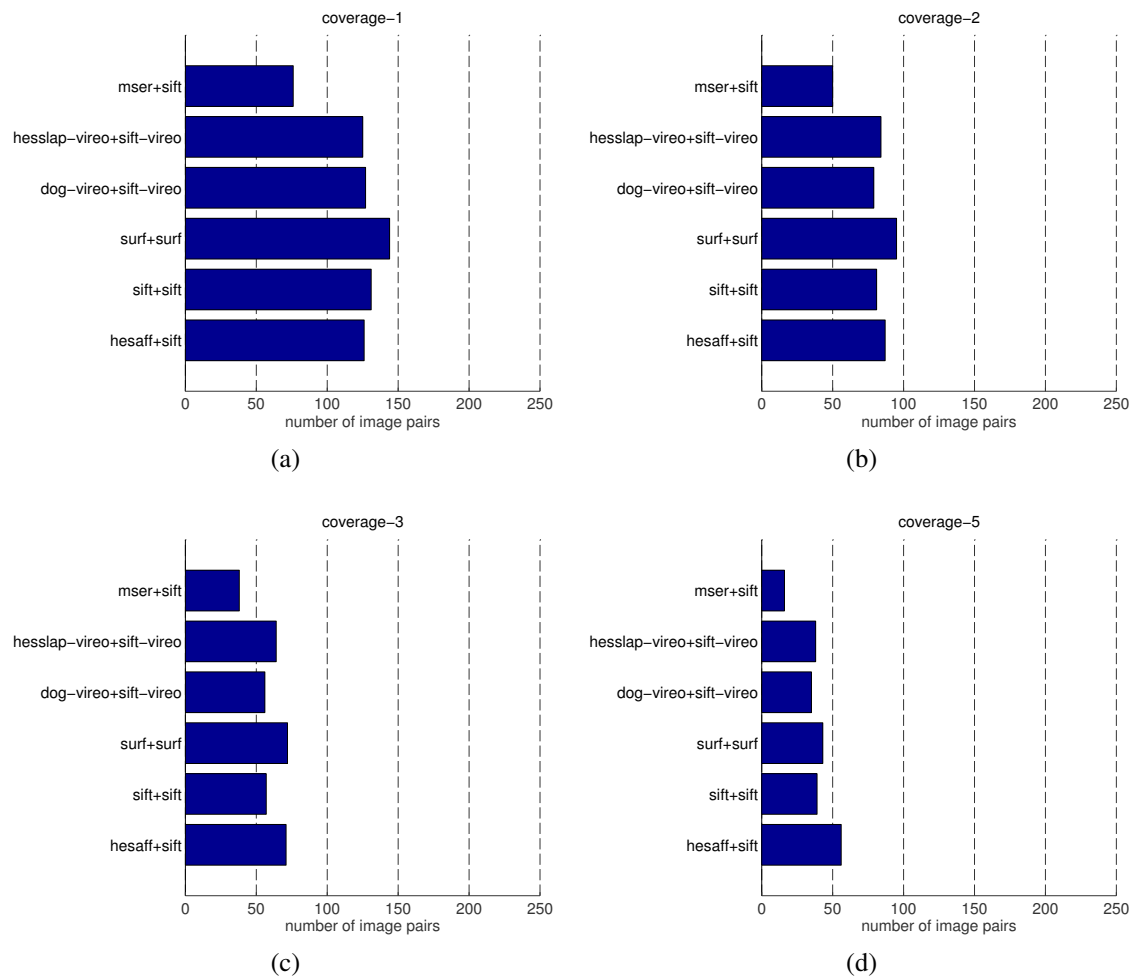 coverage−1
mser+sift
hesslap−vireo+sift−vireo
dog−vireo+sift−vireo
surf+surf
sift+sift
hesaff+sift
0 50 100 150 200 250
number of image pairs
(a)
coverage−2
mser+sift
hesslap−vireo+sift−vireo
dog−vireo+sift−vireo
surf+surf
sift+sift
hesaff+sift
0 50 100 150 200 250
number of image pairs
(b)
coverage−3
mser+sift
hesslap−vireo+sift−vireo
dog−vireo+sift−vireo
surf+surf
sift+sift
hesaff+sift
0 50 100 150 200 250
number of image pairs
(c)
coverage−5
mser+sift
hesslap−vireo+sift−vireo
dog−vireo+sift−vireo
surf+surf
sift+sift
hesaff+sift
0 50 100 150 200 250
number of image pairs
(d)